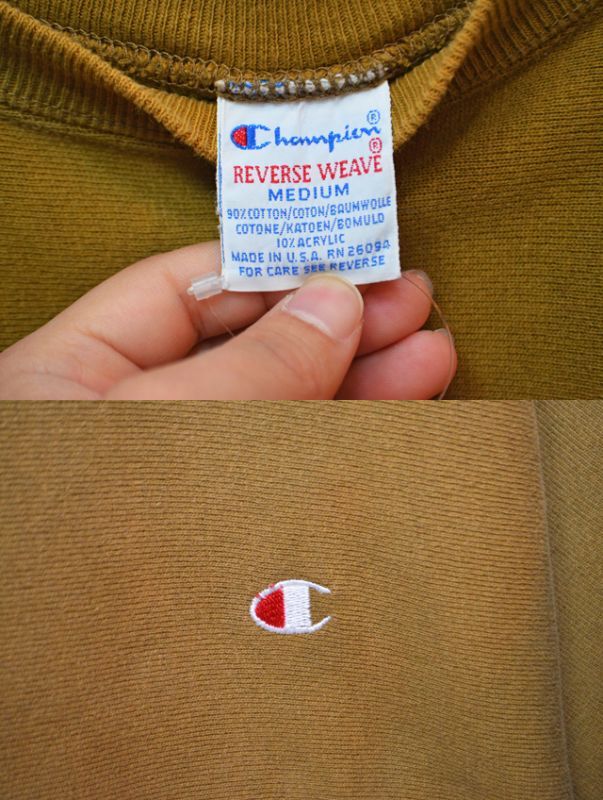 Champion®
REVERSE WEAVE®
MEDIUM
90% COTTON/COTON/BAUMWOLLE
COTONE/KATOEN/BOMULD
10% ACRYLIC
MADE IN U.S.A. RN 26094
FOR CARE SEE REVERSE